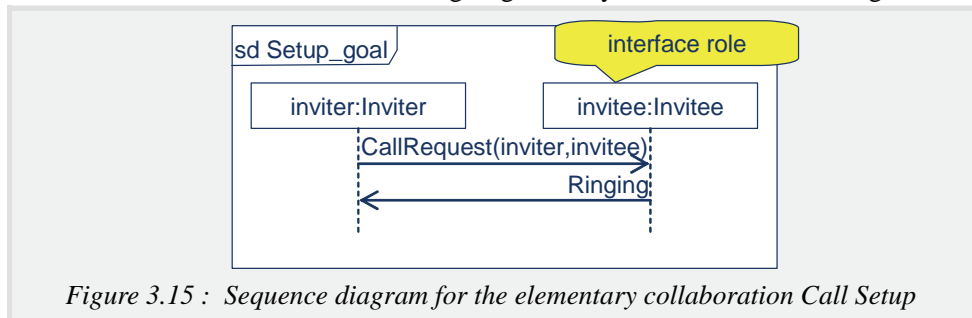 sd Setup_goal
interface role
inviter:Inviter
invitee:Invitee
CallRequest(inviter,invitee)
Ringing
Figure 3.15 : Sequence diagram for the elementary collaboration Call Setup